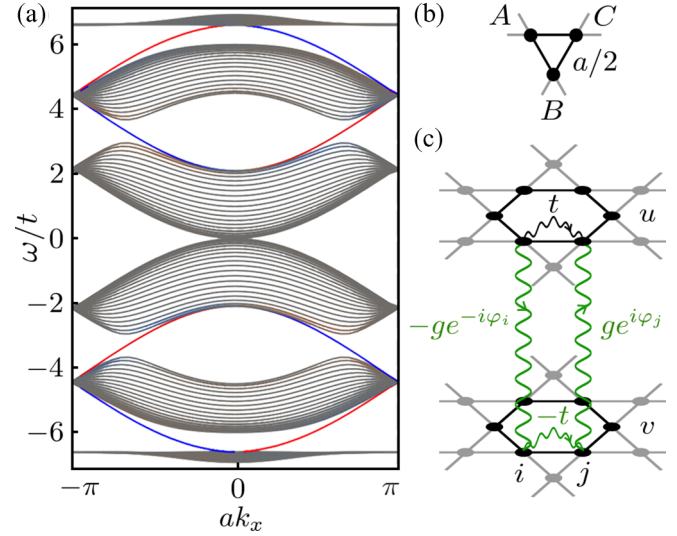 (a)
6
4
2
0
−2
−4
−6
ω/t
−π
0
π
ak_x
(b)
A
C
a/2
B
(c)
t
u
−ge^{−iφ_i}
ge^{iφ_j}
−t
v
i
j